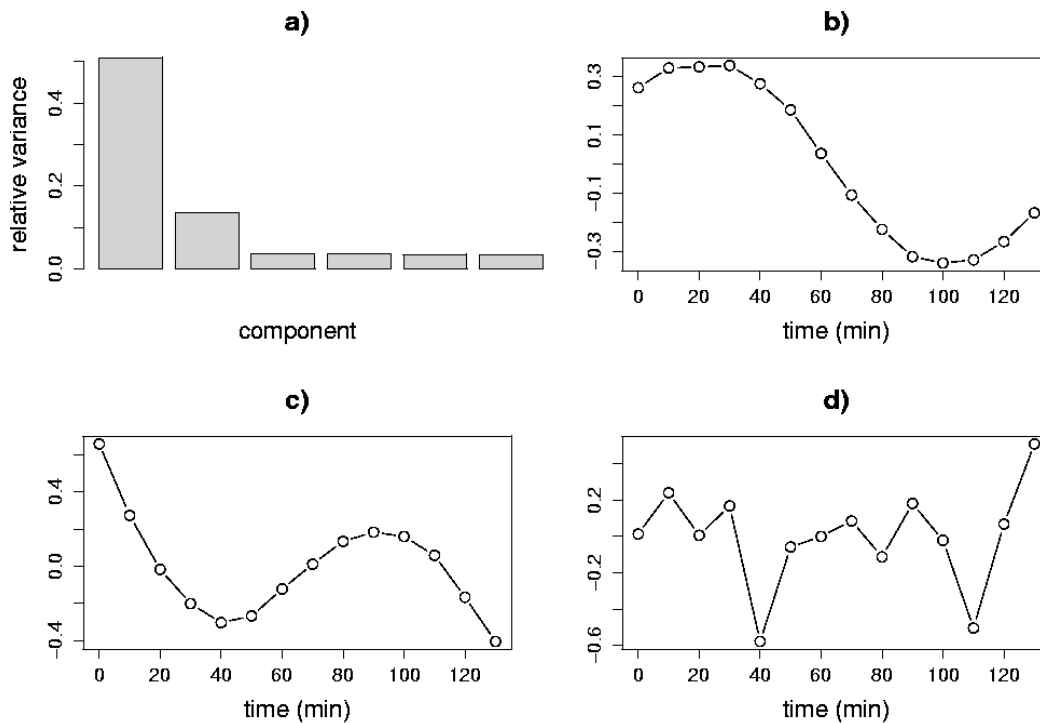 a)
relative variance
0.4
0.2
0.0
component
b)
0.3
0.1
−0.1
−0.3
0 20 40 60 80 100 120
time (min)
c)
0.4
0.0
−0.4
0 20 40 60 80 100 120
time (min)
d)
0.2
−0.2
−0.6
0 20 40 60 80 100 120
time (min)